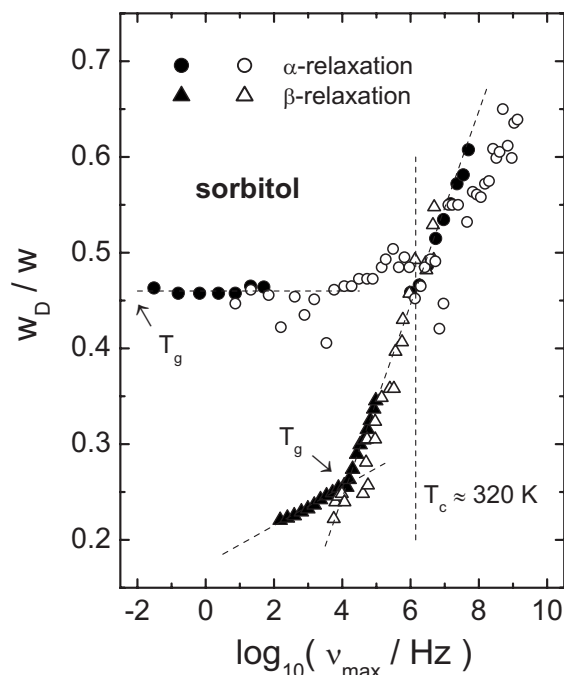 α-relaxation
β-relaxation
sorbitol
T_g
T_g
T_c ≈ 320 K
w_D / w
0.7
0.6
0.5
0.4
0.3
0.2
-2 0 2 4 6 8 10
log_10( ν_max / Hz )